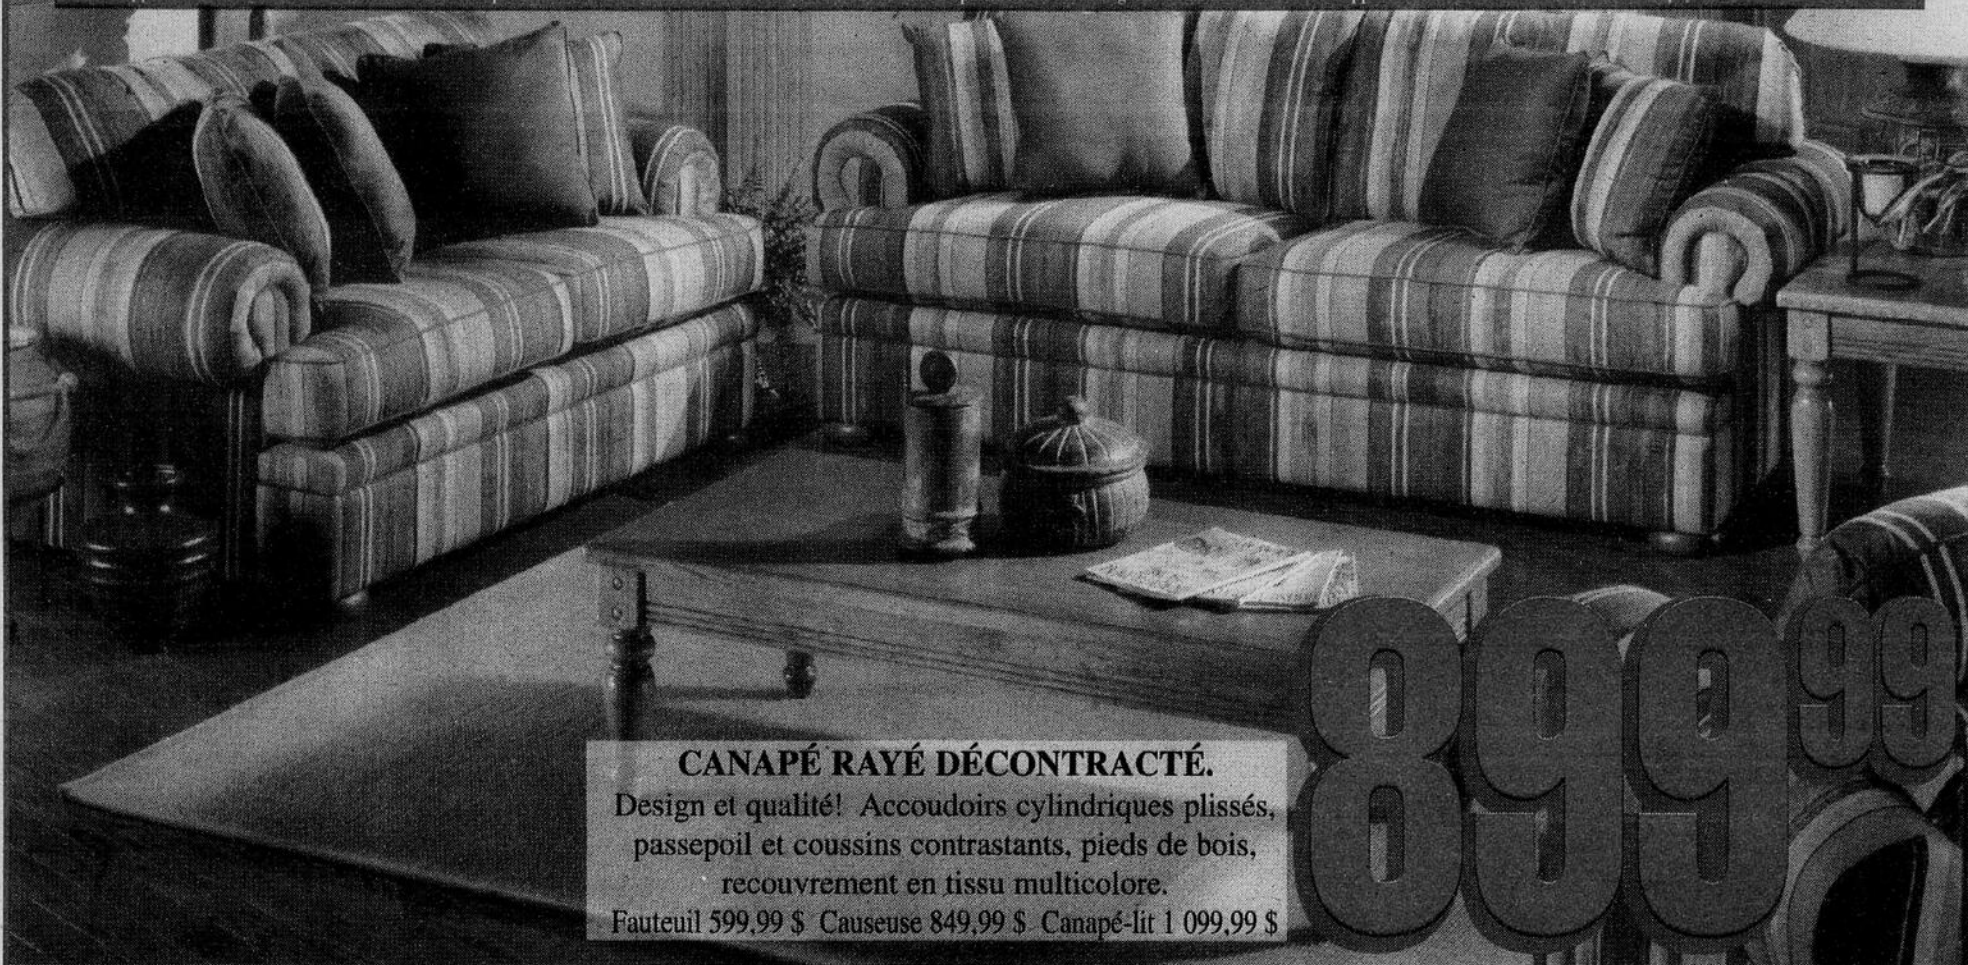 CANAPÉ RAYÉ DÉCONTRACTÉ.
Design et qualité! Accoudoirs cylindriques plissés,
passepoil et coussins contrastants, pieds de bois,
recouvrement en tissu multicolore.
Fauteuil 599,99 $ Causeuse 849,99 $ Canapé-lit 1 099,99 $
899 99